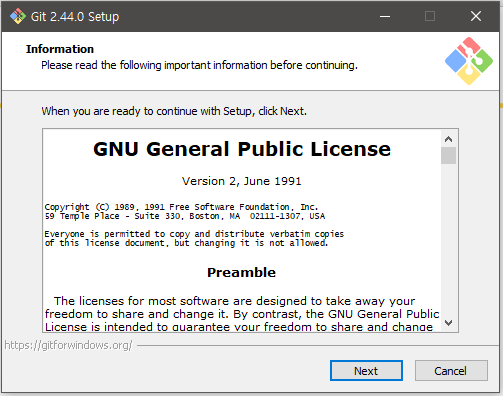 Git 2.44.0 Setup
Information
Please read the following important information before continuing.
When you are ready to continue with Setup, click Next.
GNU General Public License
Version 2, June 1991
Copyright (C) 1989, 1991 Free Software Foundation, Inc.
59 Temple Place - Suite 330, Boston, MA  02111-1307, USA
Everyone is permitted to copy and distribute verbatim copies
of this license document, but changing it is not allowed.
Preamble
The licenses for most software are designed to take away your
freedom to share and change it. By contrast, the GNU General Public
License is intended to guarantee your freedom to share and change
https://gitforwindows.org/
Next
Cancel